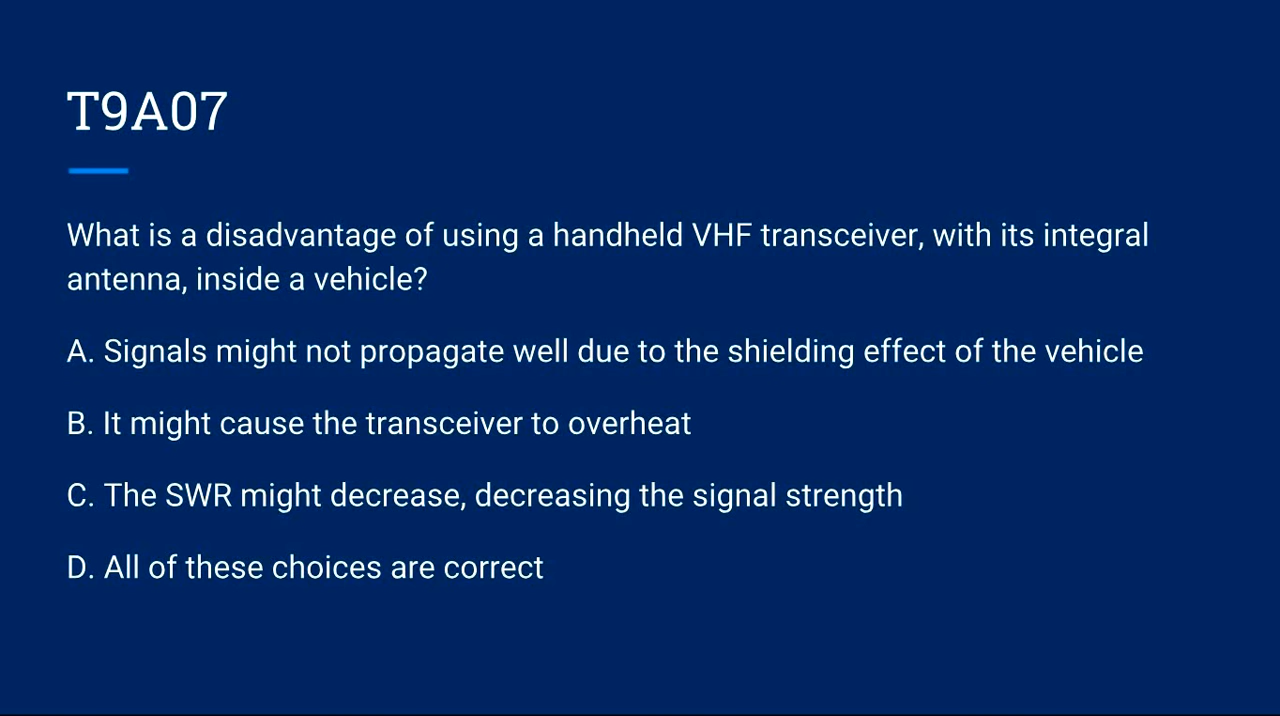 T9A07
What is a disadvantage of using a handheld VHF transceiver, with its integral
antenna, inside a vehicle?
A. Signals might not propagate well due to the shielding effect of the vehicle
B. It might cause the transceiver to overheat
C. The SWR might decrease, decreasing the signal strength
D. All of these choices are correct